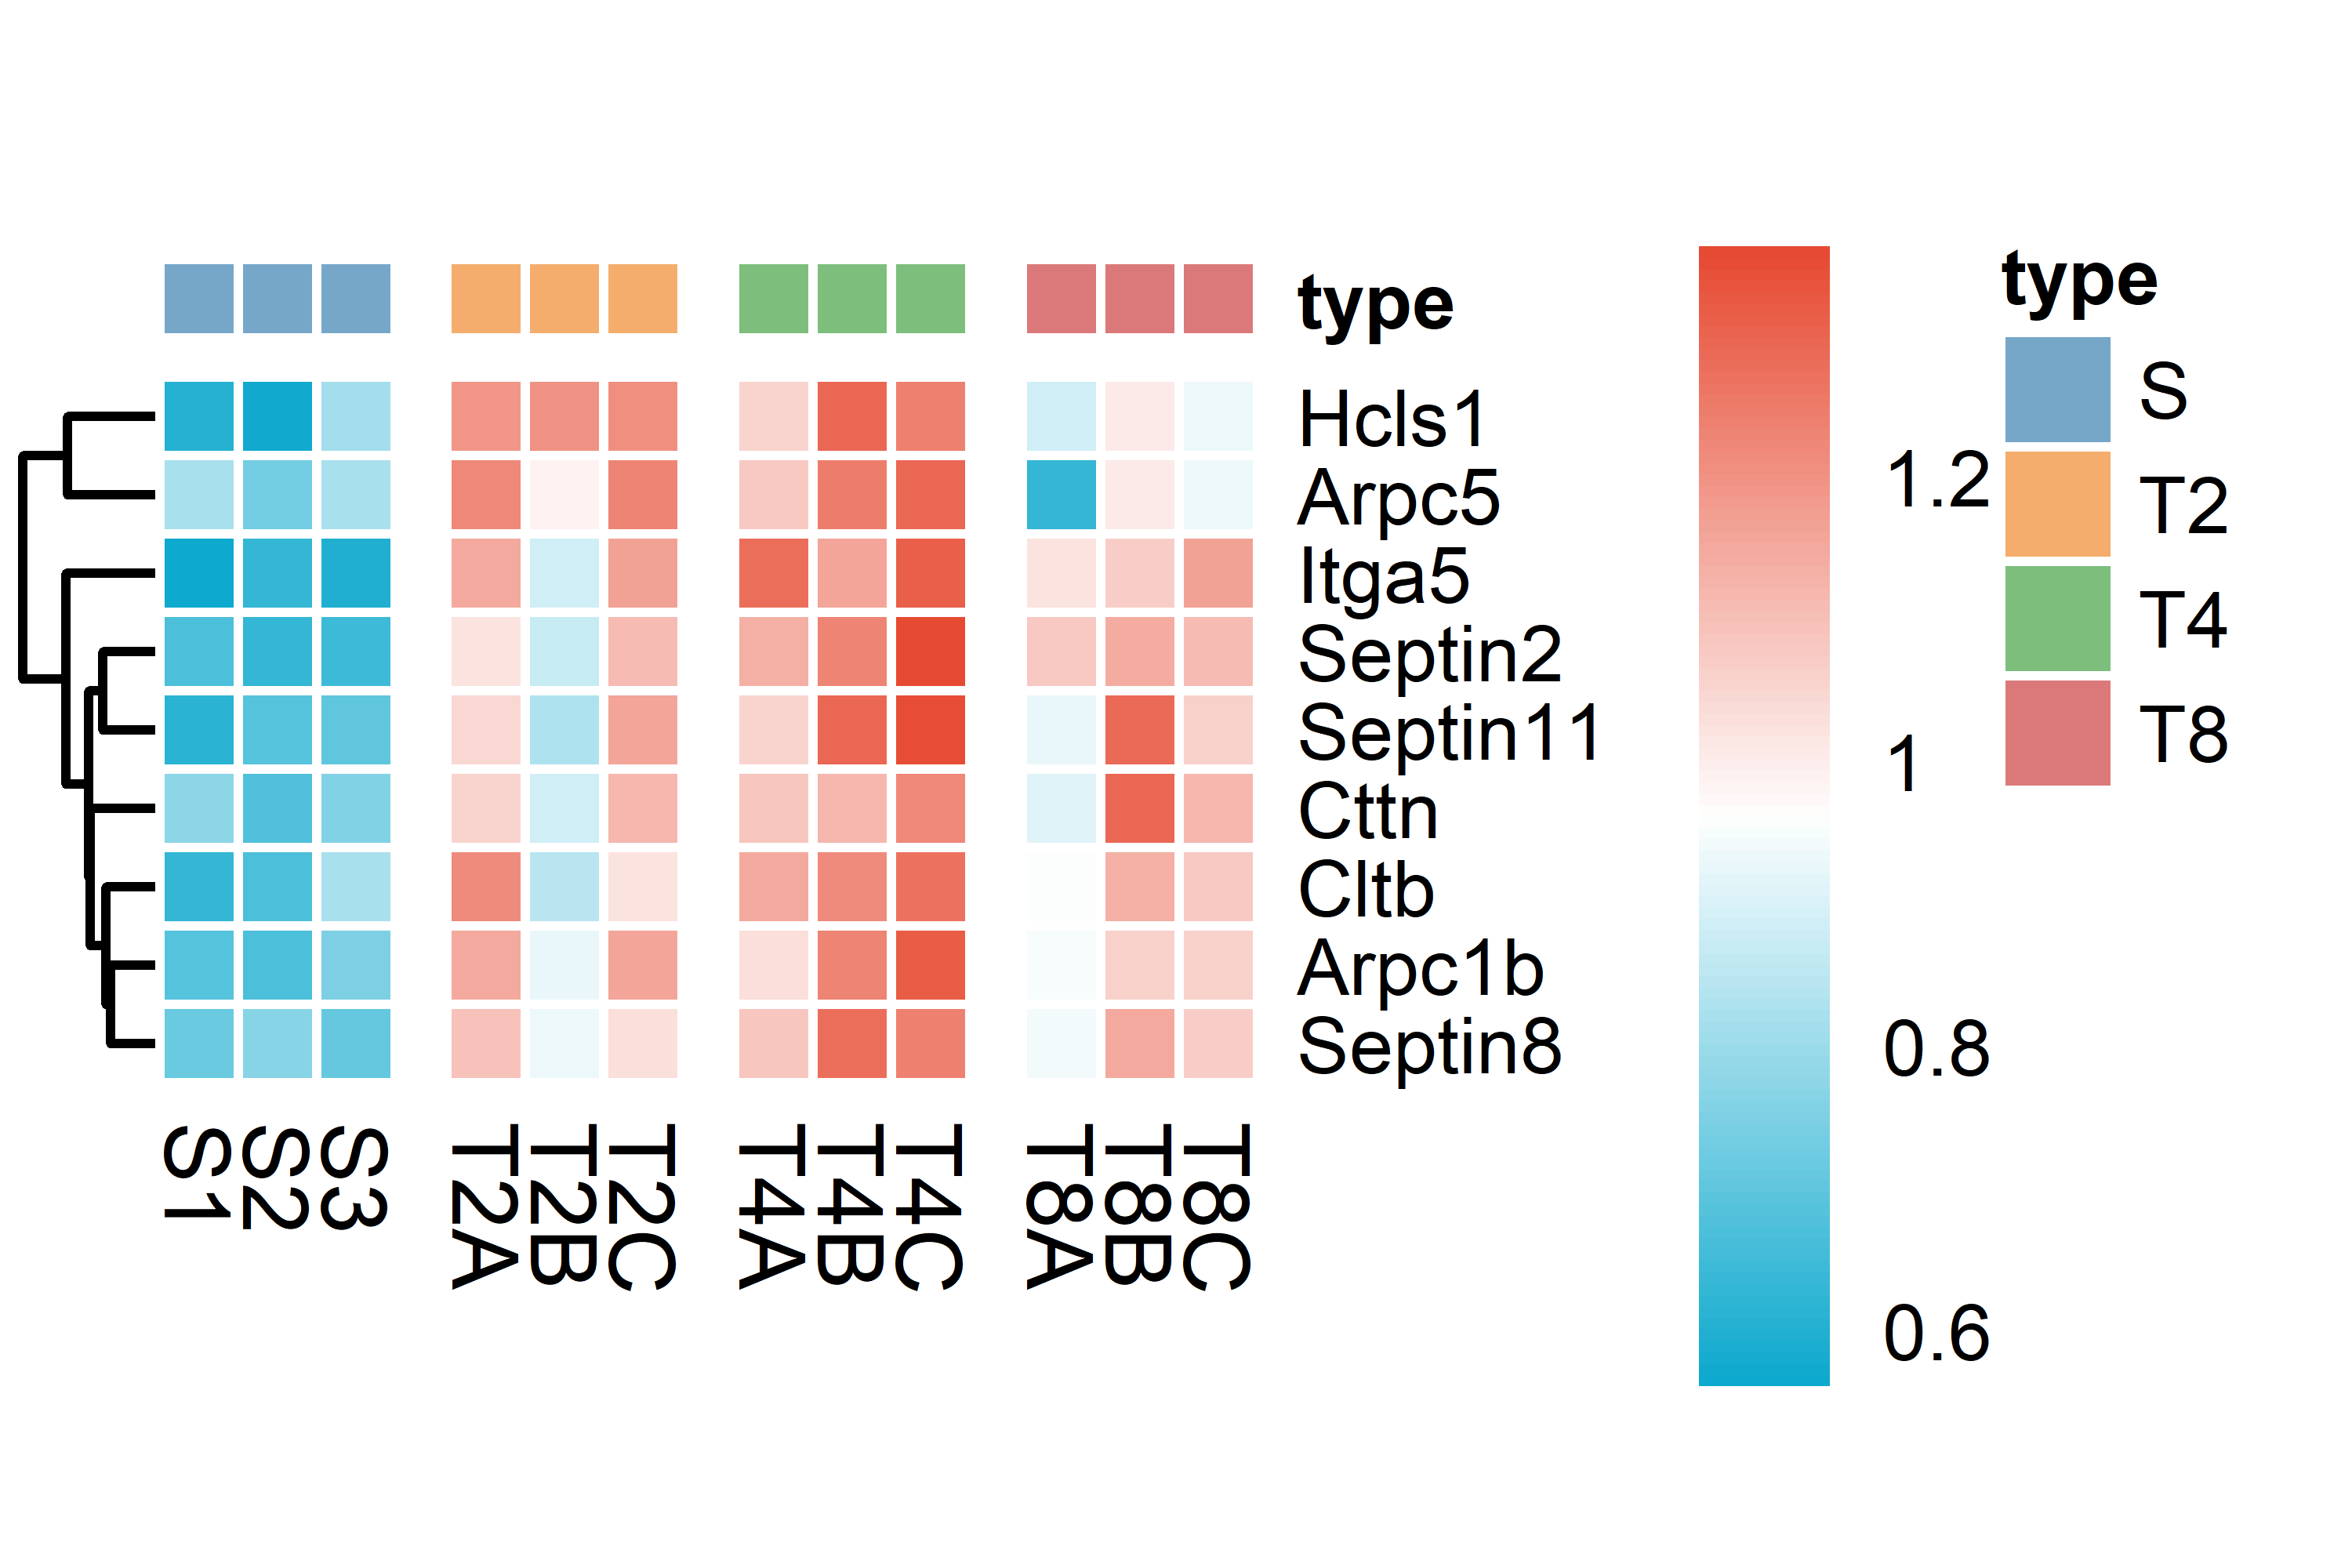 type
Hcls1
Arpc5
Itga5
Septin2
Septin11
Cttn
Cltb
Arpc1b
Septin8
S1
S2
S3
T2A
T2B
T2C
T4A
T4B
T4C
T8A
T8B
T8C
1.2
1
0.8
0.6
type
S
T2
T4
T8